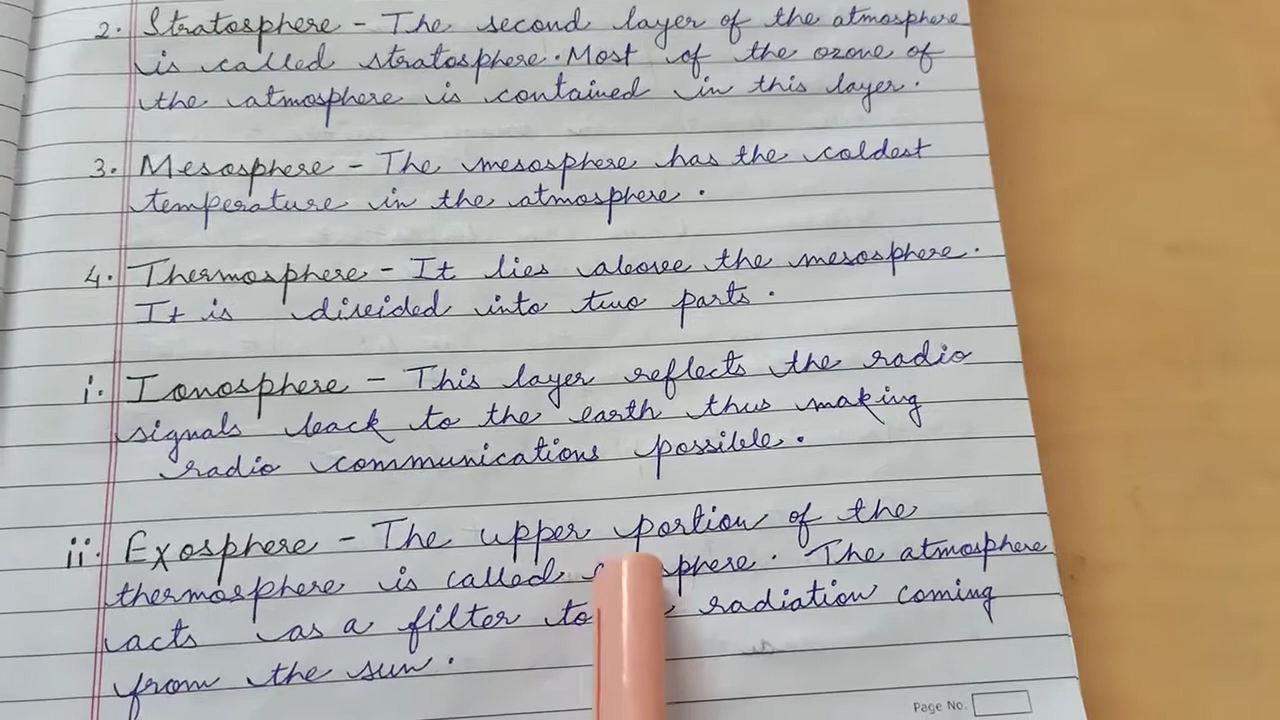 2. Stratosphere - The second layer of the atmosphere
is called stratosphere. Most of the ozone of
the atmosphere is contained in this layer.
3. Mesosphere - The mesosphere has the coldest
temperature in the atmosphere.
4. Thermosphere - It lies above the mesosphere.
It is divided into two parts.
i. Ionosphere - This layer reflects the radio
signals back to the earth thus making
radio communications possible.
ii. Exosphere - The upper portion of the
thermosphere is called sphere. The atmosphere
acts as a filter to radiation coming
from the sun.
Page No.